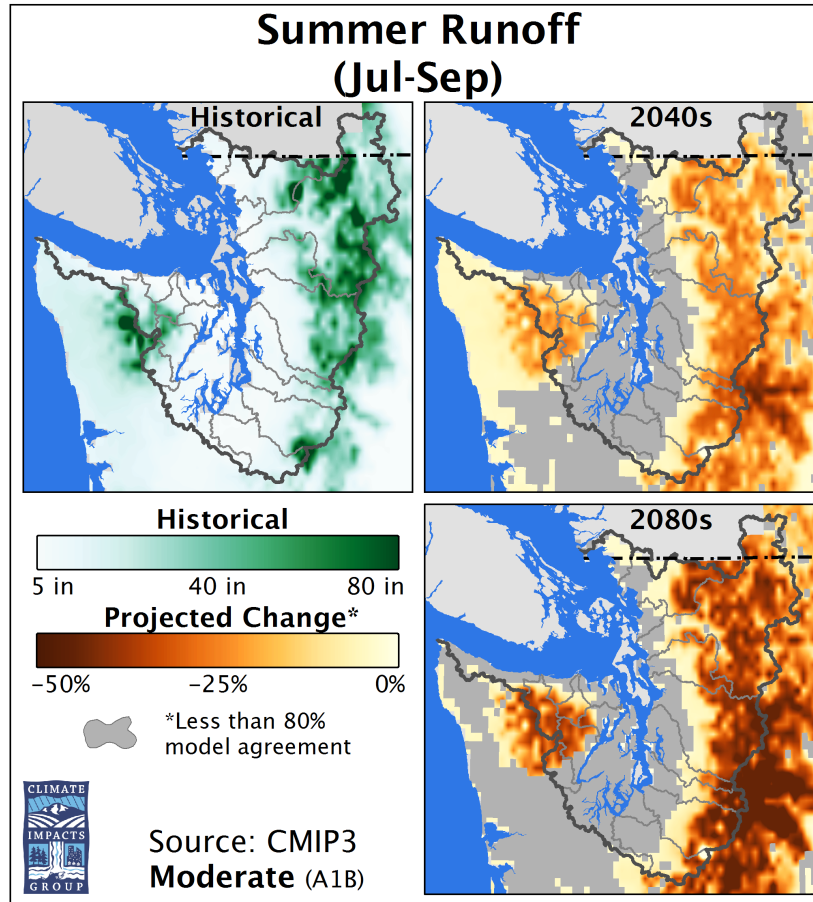 Summer Runoff
(Jul-Sep)
Historical
2040s
Historical
5 in 40 in 80 in
Projected Change*
−50% −25% 0%
*Less than 80%
model agreement
2080s
CLIMATE
IMPACTS
GROUP
Source: CMIP3
Moderate (A1B)